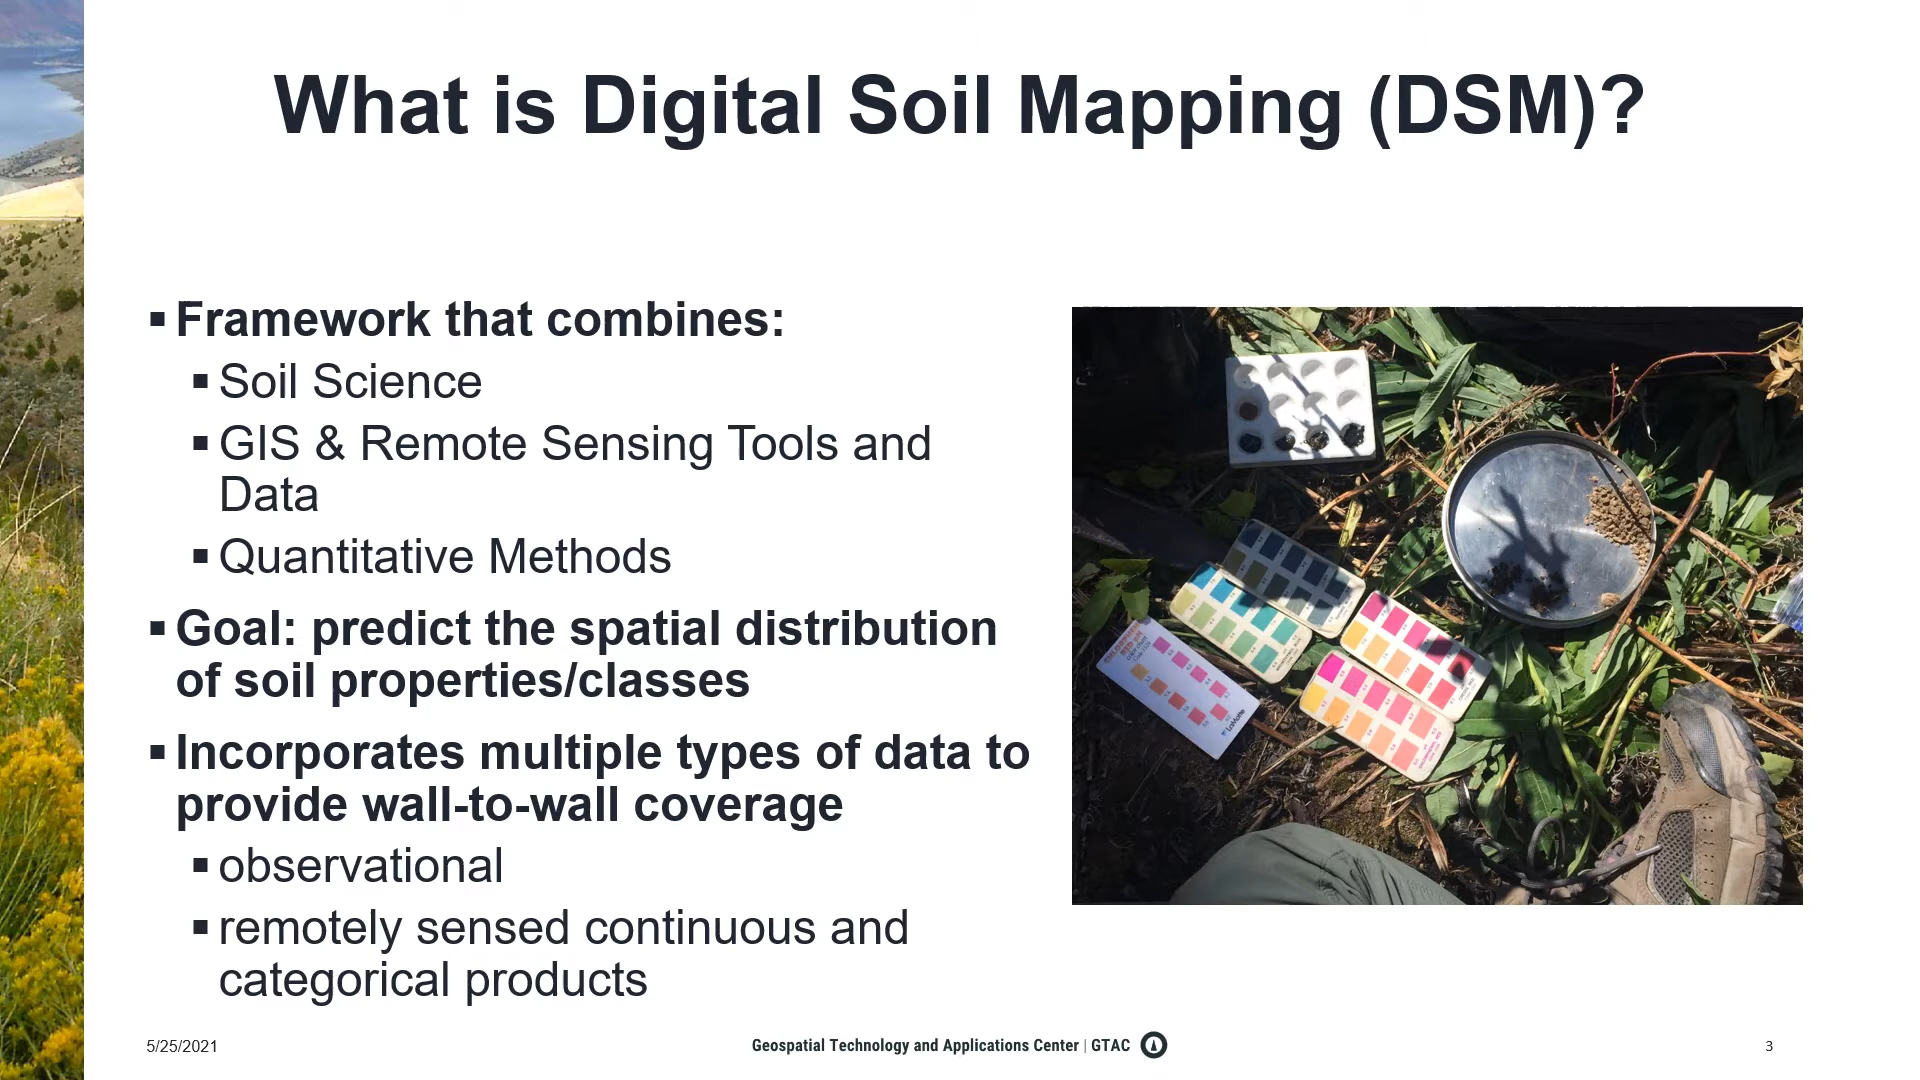 What is Digital Soil Mapping (DSM)?
▪ Framework that combines:
▪ Soil Science
▪ GIS & Remote Sensing Tools and
Data
▪ Quantitative Methods
▪ Goal: predict the spatial distribution
of soil properties/classes
▪ Incorporates multiple types of data to
provide wall-to-wall coverage
▪ observational
▪ remotely sensed continuous and
categorical products
LaMotte
5/25/2021
Geospatial Technology and Applications Center | GTAC
3